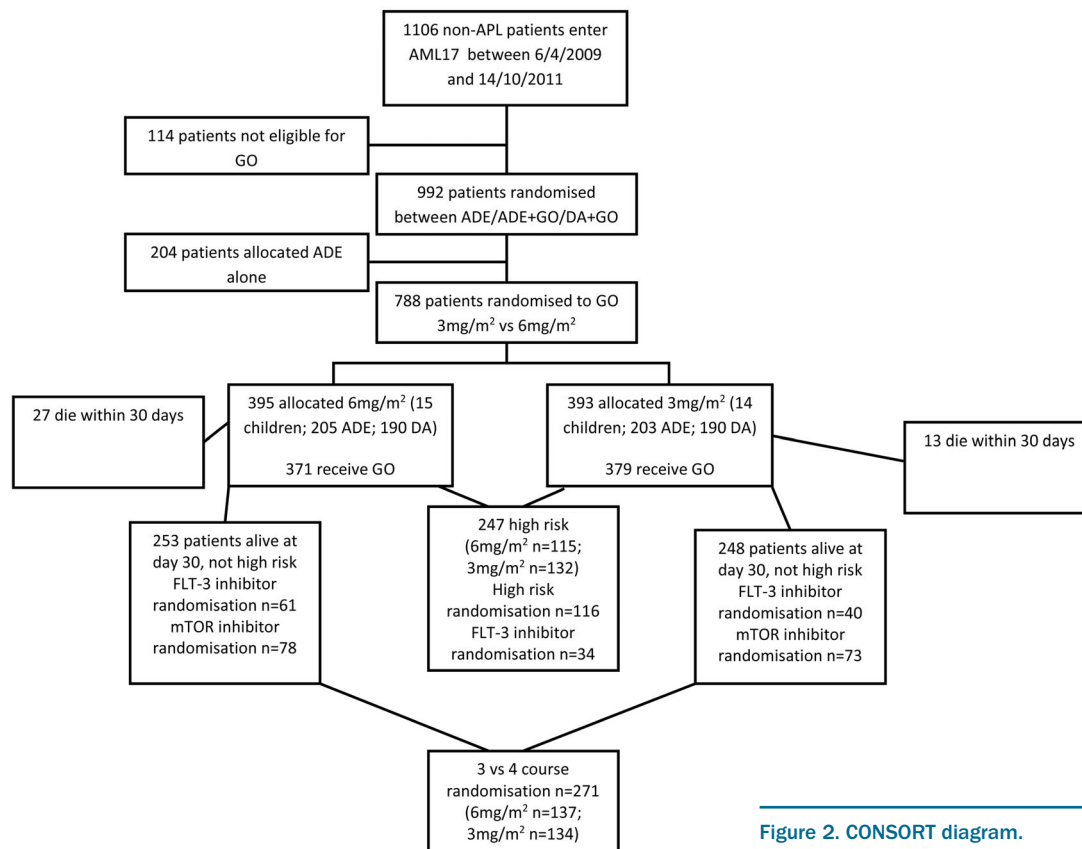 1106 non-APL patients enter
AML17 between 6/4/2009
and 14/10/2011
114 patients not eligible for
GO
992 patients randomised
between ADE/ADE+GO/DA+GO
204 patients allocated ADE
alone
788 patients randomised to GO
3mg/m² vs 6mg/m²
27 die within 30 days
395 allocated 6mg/m² (15
children; 205 ADE; 190 DA)
371 receive GO
393 allocated 3mg/m² (14
children; 203 ADE; 190 DA)
379 receive GO
13 die within 30 days
253 patients alive at
day 30, not high risk
FLT-3 inhibitor
randomisation n=61
mTOR inhibitor
randomisation n=78
247 high risk
(6mg/m² n=115;
3mg/m² n=132)
High risk
randomisation n=116
FLT-3 inhibitor
randomisation n=34
248 patients alive at
day 30, not high risk
FLT-3 inhibitor
randomisation n=40
mTOR inhibitor
randomisation n=73
3 vs 4 course
randomisation n=271
(6mg/m² n=137;
3mg/m² n=134)
Figure 2. CONSORT diagram.